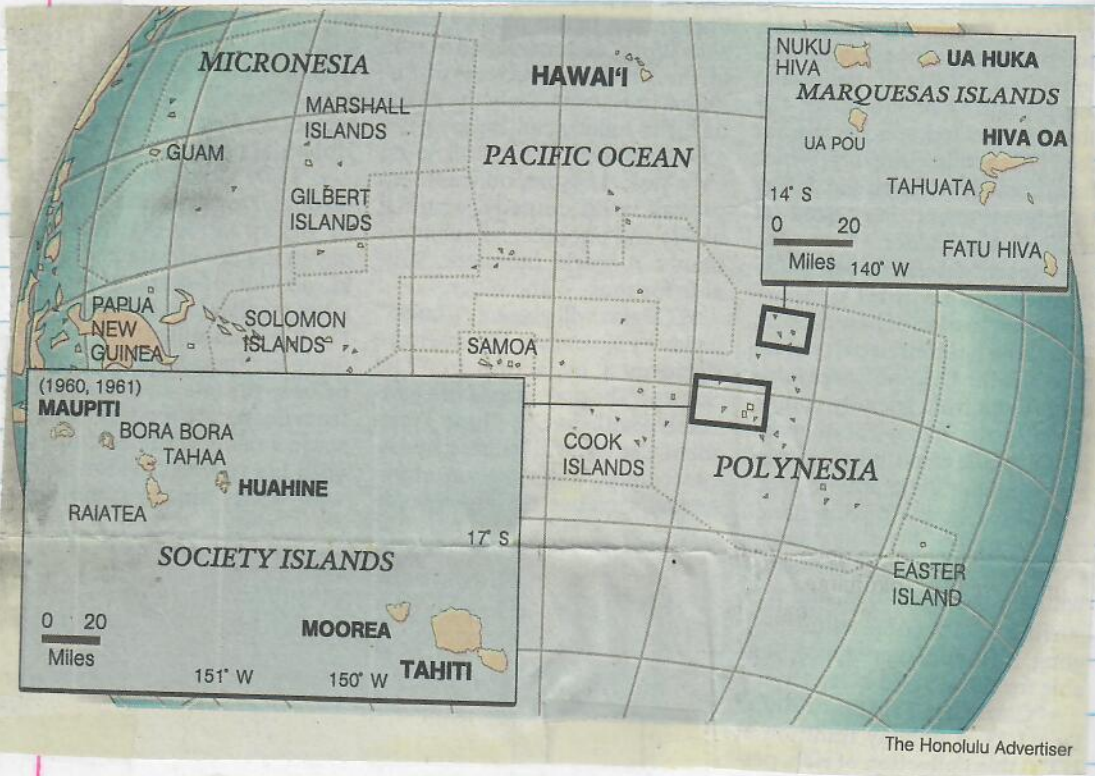 MICRONESIA
HAWAI'I
MARSHALL
ISLANDS
GUAM
PACIFIC OCEAN
GILBERT
ISLANDS
PAPUA
NEW
GUINEA
SOLOMON
ISLANDS
SAMOA
COOK
ISLANDS
POLYNESIA
EASTER
ISLAND
NUKU
HIVA
UA HUKA
MARQUESAS ISLANDS
UA POU
HIVA OA
TAHUATA
14° S
0 20
Miles
140° W
FATU HIVA
(1960, 1961)
MAUPITI
BORA BORA
TAHAA
HUAHINE
RAIATEA
17° S
SOCIETY ISLANDS
0 20
Miles
MOOREA
TAHITI
151° W
150° W
The Honolulu Advertiser